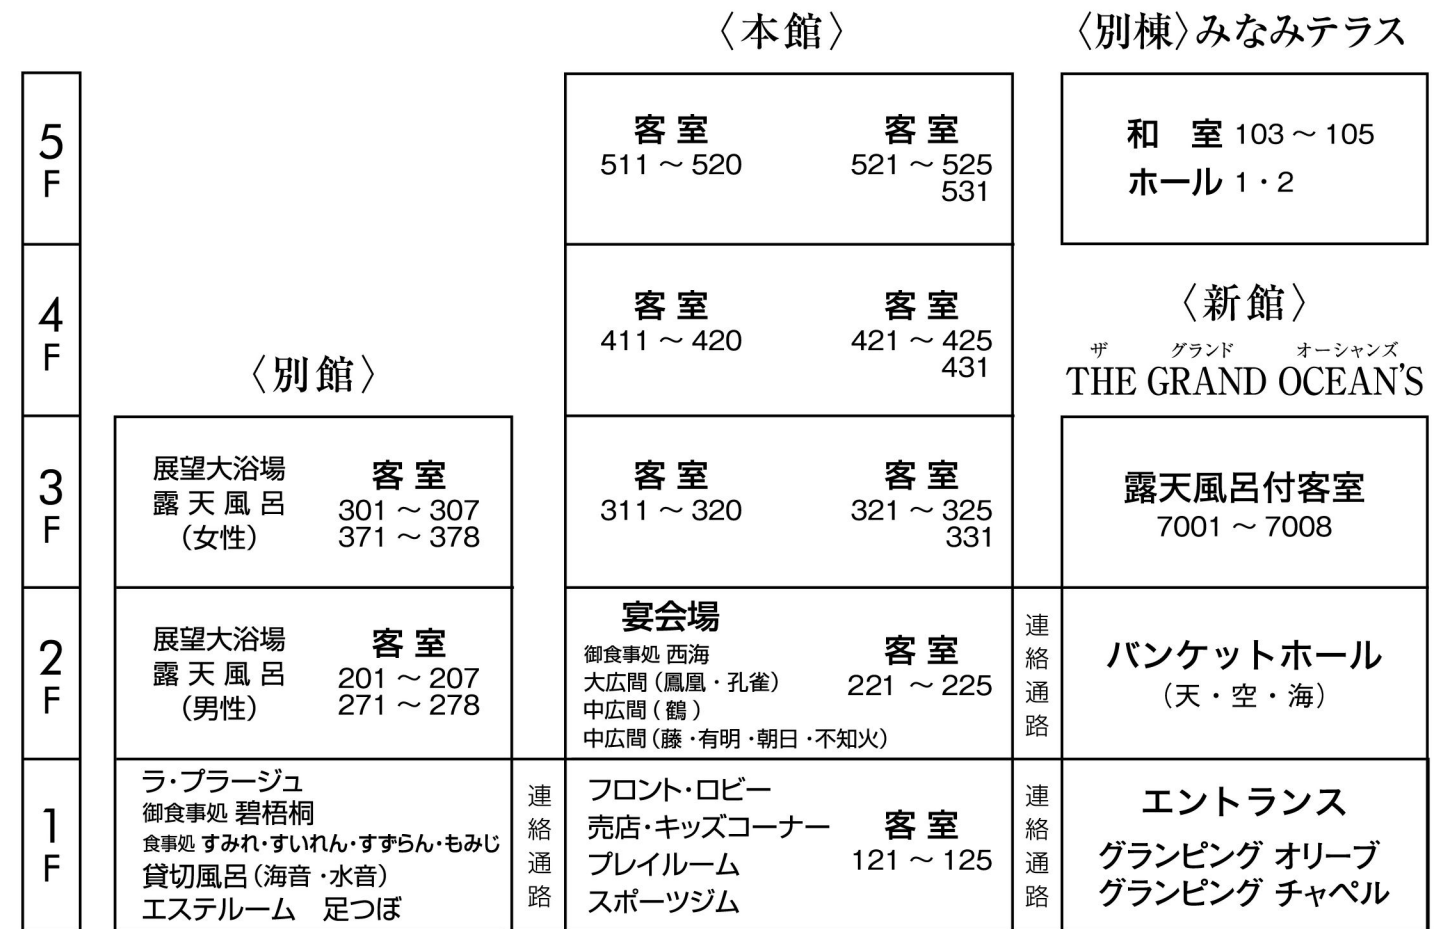 〈本館〉
〈別棟〉みなみテラス
5
F
客 室
511 ～ 520
客 室
521 ～ 525
531
和　室 103 ～ 105
ホール 1・2
4
F
客 室
411 ～ 420
客 室
421 ～ 425
431
〈新館〉
ザ グランド オーシャンズ
THE GRAND OCEAN'S
〈別館〉
3
F
展望大浴場
露 天 風 呂
(女性)
客 室
301 ～ 307
371 ～ 378
客 室
311 ～ 320
客 室
321 ～ 325
331
露天風呂付客室
7001 ～ 7008
2
F
展望大浴場
露 天 風 呂
(男性)
客 室
201 ～ 207
271 ～ 278
宴会場
御食事処 西海
大広間(鳳凰・孔雀)
中広間(鶴)
中広間(藤・有明・朝日・不知火)
客 室
221 ～ 225
連絡通路
バンケットホール
(天・空・海)
1
F
ラ・プラージュ
御食事処 碧梧桐
食事処 すみれ・すいれん・すずらん・もみじ
貸切風呂(海音・水音)
エステルーム　足つぼ
連絡通路
フロント・ロビー
売店・キッズコーナー
プレイルーム
スポーツジム
客 室
121 ～ 125
連絡通路
エントランス
グランピング オリーブ
グランピング チャペル